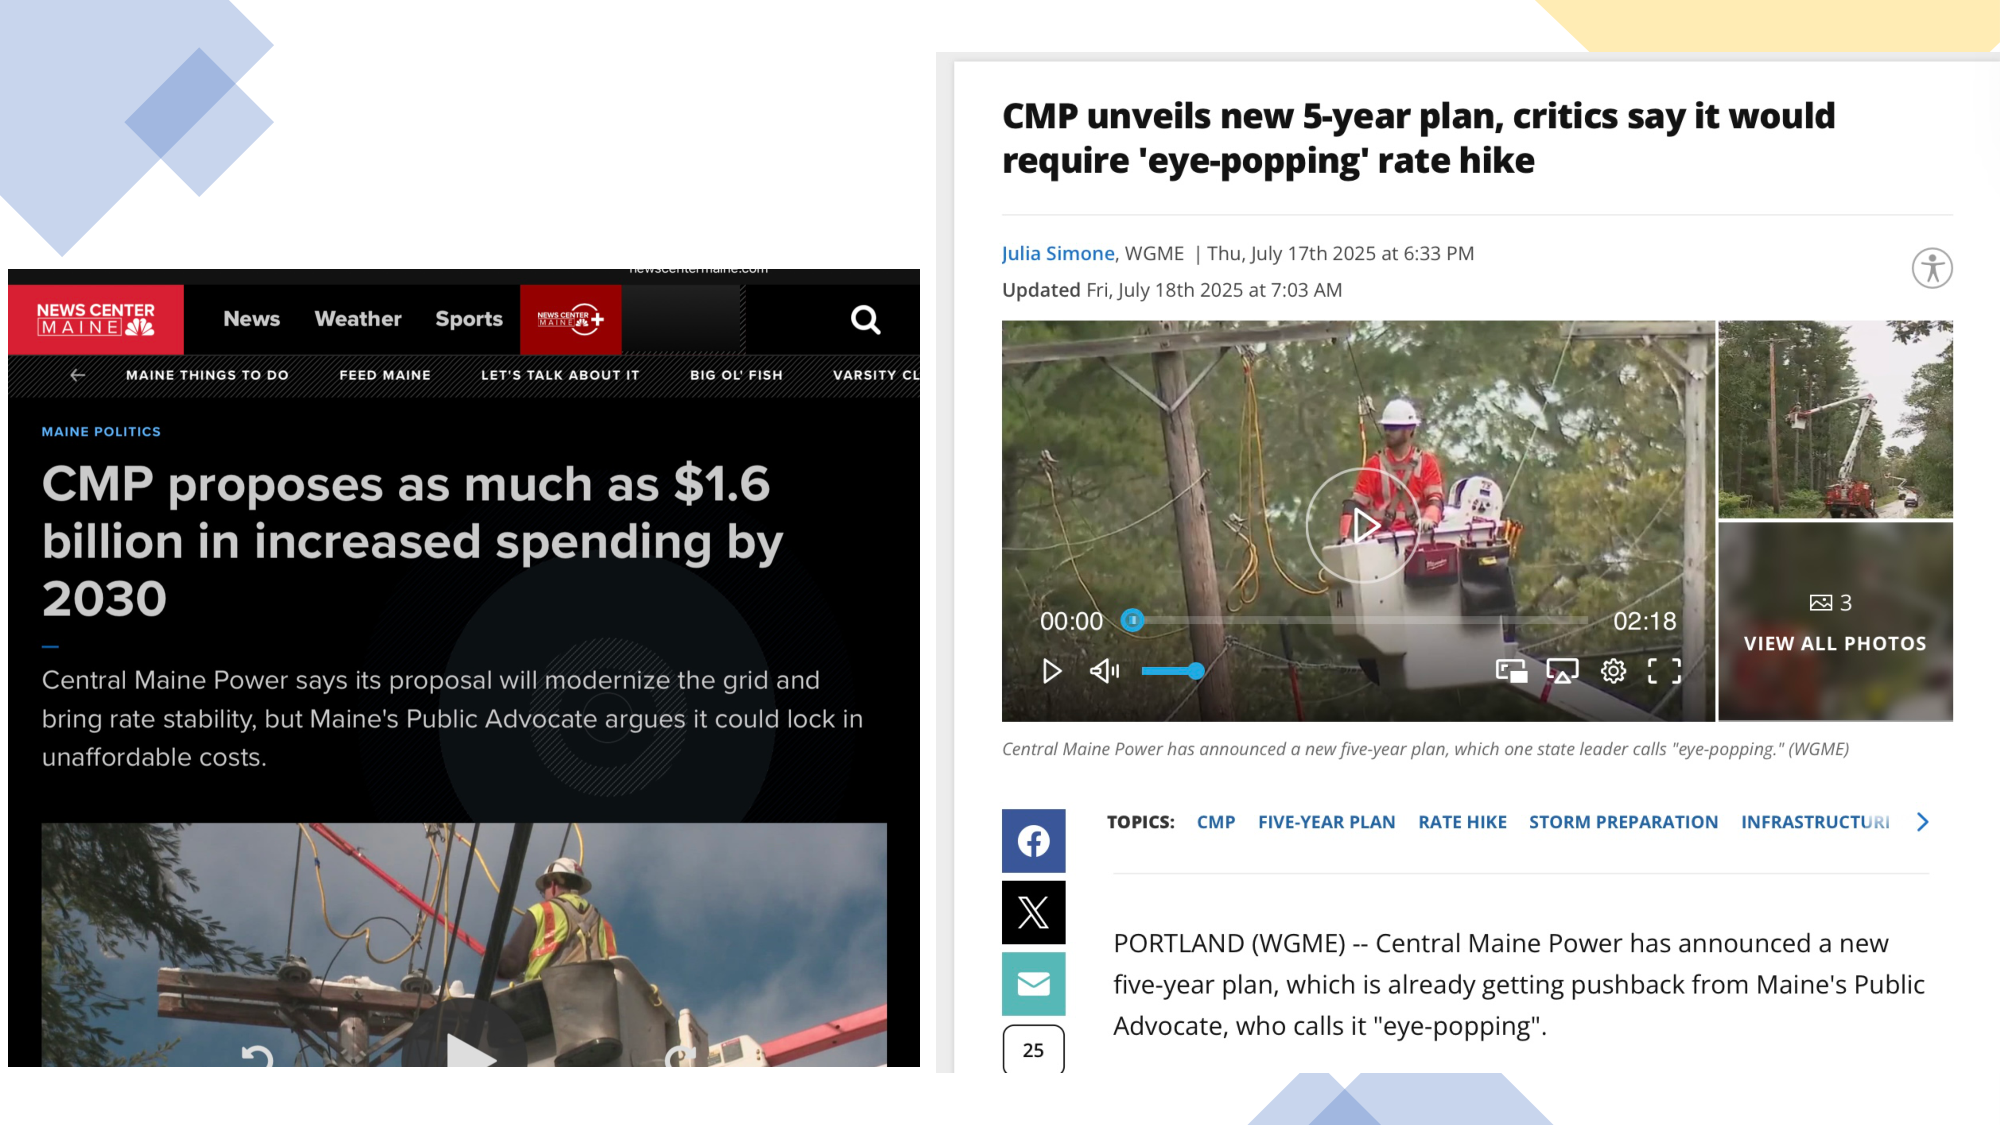 newscentermaine.com
NEWS CENTER
MAINE
News
Weather
Sports
NEWS CENTER
MAINE +
MAINE THINGS TO DO
FEED MAINE
LET'S TALK ABOUT IT
BIG OL' FISH
VARSITY CL
MAINE POLITICS
CMP proposes as much as $1.6
billion in increased spending by
2030
Central Maine Power says its proposal will modernize the grid and
bring rate stability, but Maine's Public Advocate argues it could lock in
unaffordable costs.
CMP unveils new 5-year plan, critics say it would
require 'eye-popping' rate hike
Julia Simone, WGME | Thu, July 17th 2025 at 6:33 PM
Updated Fri, July 18th 2025 at 7:03 AM
00:00
02:18
3
VIEW ALL PHOTOS
Central Maine Power has announced a new five-year plan, which one state leader calls "eye-popping." (WGME)
TOPICS: CMP FIVE-YEAR PLAN RATE HIKE STORM PREPARATION INFRASTRUCTUR
PORTLAND (WGME) -- Central Maine Power has announced a new
five-year plan, which is already getting pushback from Maine's Public
Advocate, who calls it "eye-popping".
25